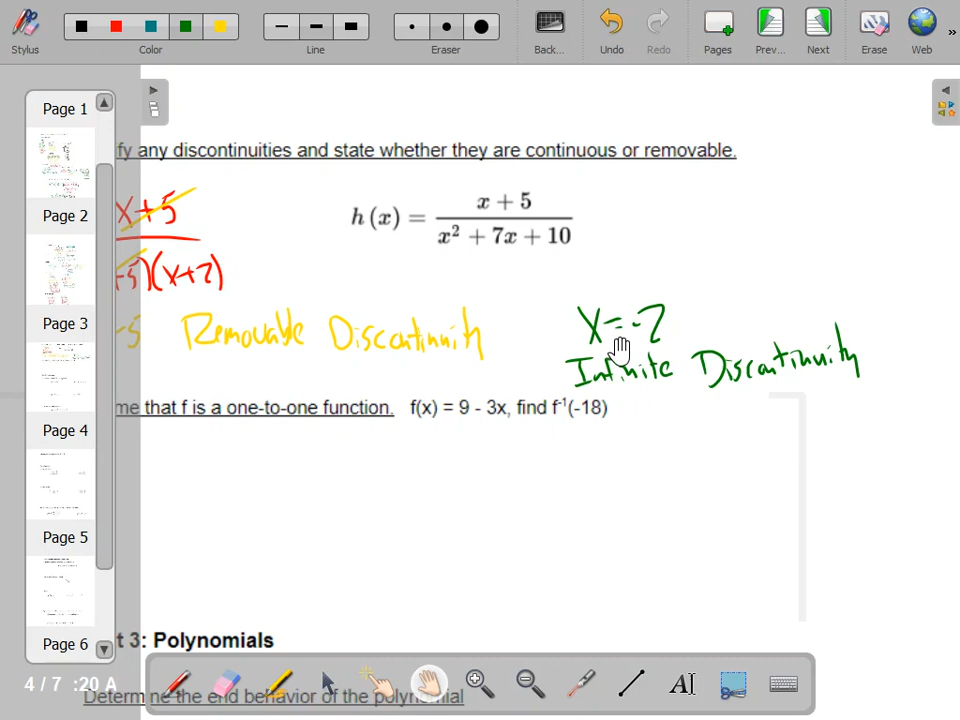 Stylus
Color
Line
Eraser
Back...
Undo
Redo
Pages
Prev...
Next
Erase
Web
»
Page 1
Page 2
Page 3
Page 4
Page 5
Page 6
4 / 7 :20 A
fy any discontinuities and state whether they are continuous or removable.
x+5
-5)(x+2)
h (x) = x + 5 / x² + 7x + 10
-5 Removable Discontinuity
x=-2
Infinite Discontinuity
me that f is a one-to-one function. f(x) = 9 - 3x, find f⁻¹(-18)
t 3: Polynomials
Determine the end behavior of the polynomial
A